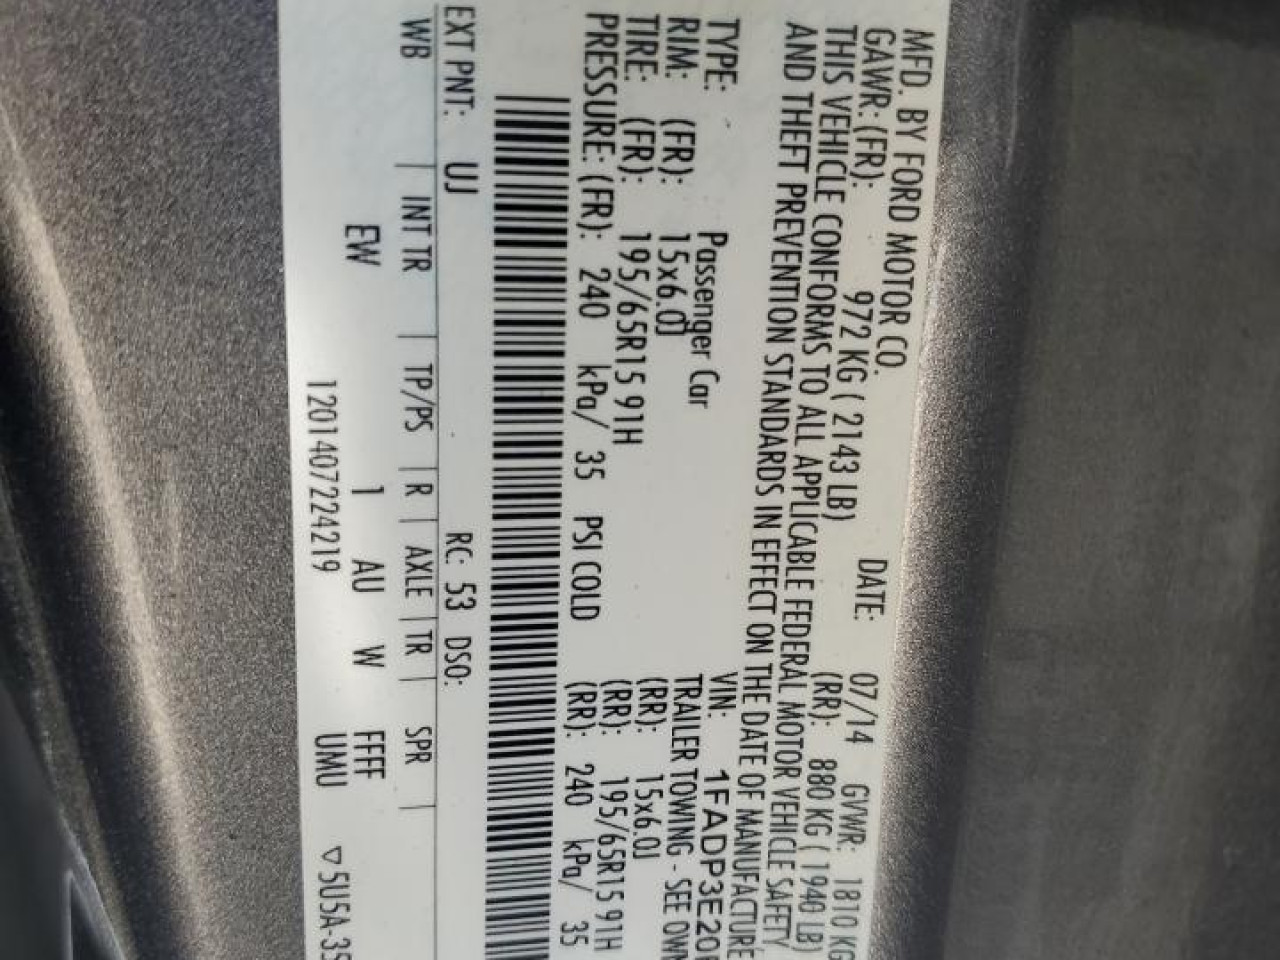 MFD. BY FORD MOTOR CO.
DATE: 07/14 GVWR: 1810 KG
GAWR: (FR): 972 KG ( 2143 LB) (RR): 880 KG ( 1940 LB)
THIS VEHICLE CONFORMS TO ALL APPLICABLE FEDERAL MOTOR VEHICLE SAFETY
AND THEFT PREVENTION STANDARDS IN EFFECT ON THE DATE OF MANUFACTURE
VIN: 1FADP3E20
TYPE: Passenger Car TRAILER TOWING - SEE
RIM: (FR): 15x6.0J (RR): 15x6.0J
TIRE: (FR): 195/65R15 91H (RR): 195/65R15 91H
PRESSURE: (FR): 240 kPa/ 35 PSI COLD (RR): 240 kPa/ 35
EXT PNT: UJ RC: 53 DSO:
WB INT TR TP/PS R AXLE TR SPR
EW 1 AU W FFFF
UMU
1201407224219 ▽5U5A-35